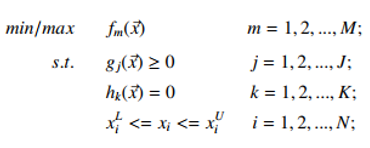 min/max f_m(x⃗) m = 1, 2, ..., M;
s.t. g_j(x⃗) ≥ 0 j = 1, 2, ..., J;
h_k(x⃗) = 0 k = 1, 2, ..., K;
x_i^L <= x_i <= x_i^U i = 1, 2, ..., N;